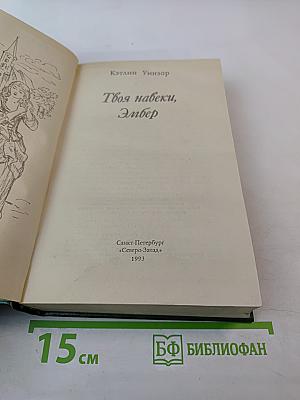 Кэтлин Уинзор
Твоя навеки,
Эмбер
Санкт-Петербург
«Северо-Запад»
1993
15 см
БФ БИБЛИОФАН